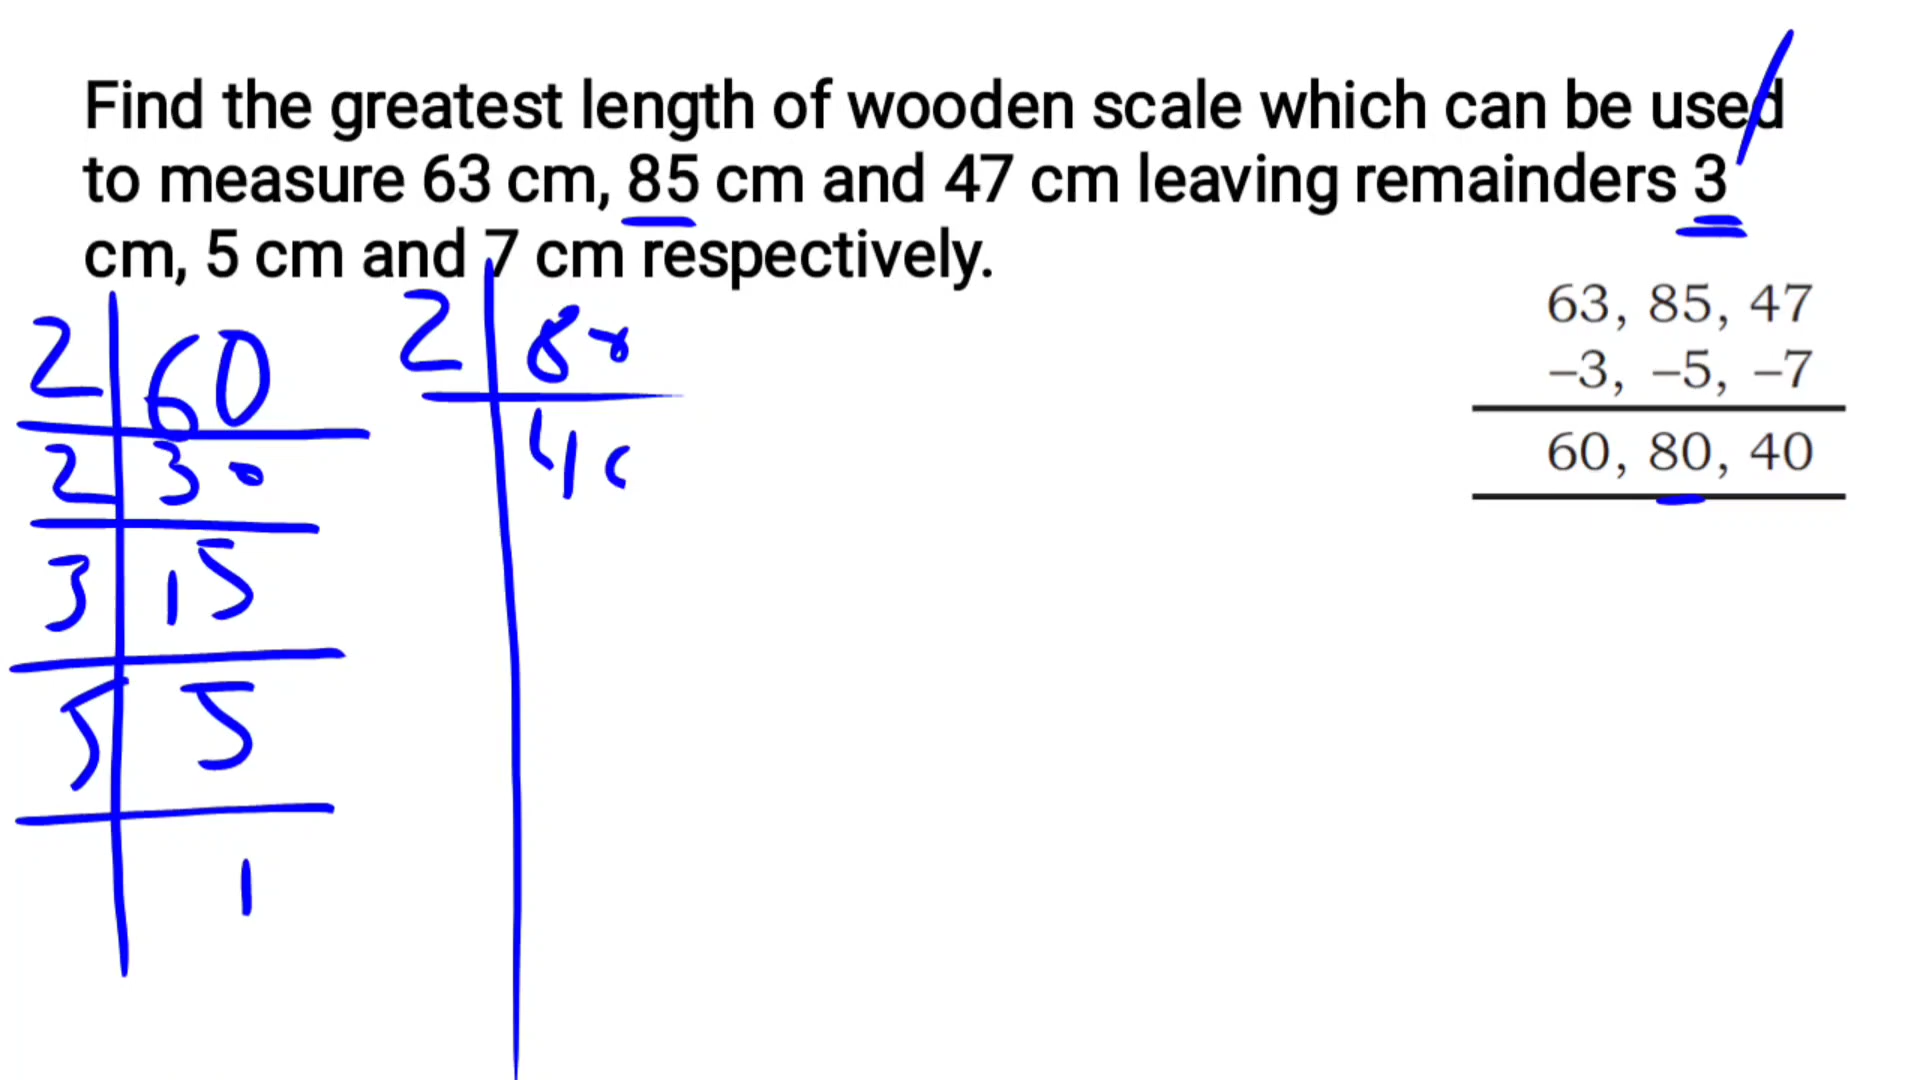 Find the greatest length of wooden scale which can be used
to measure 63 cm, 85 cm and 47 cm leaving remainders 3
cm, 5 cm and 7 cm respectively.
63, 85, 47
–3, –5, –7
60, 80, 40
2 60
2 30
3 15
5 5
1
2 80
40